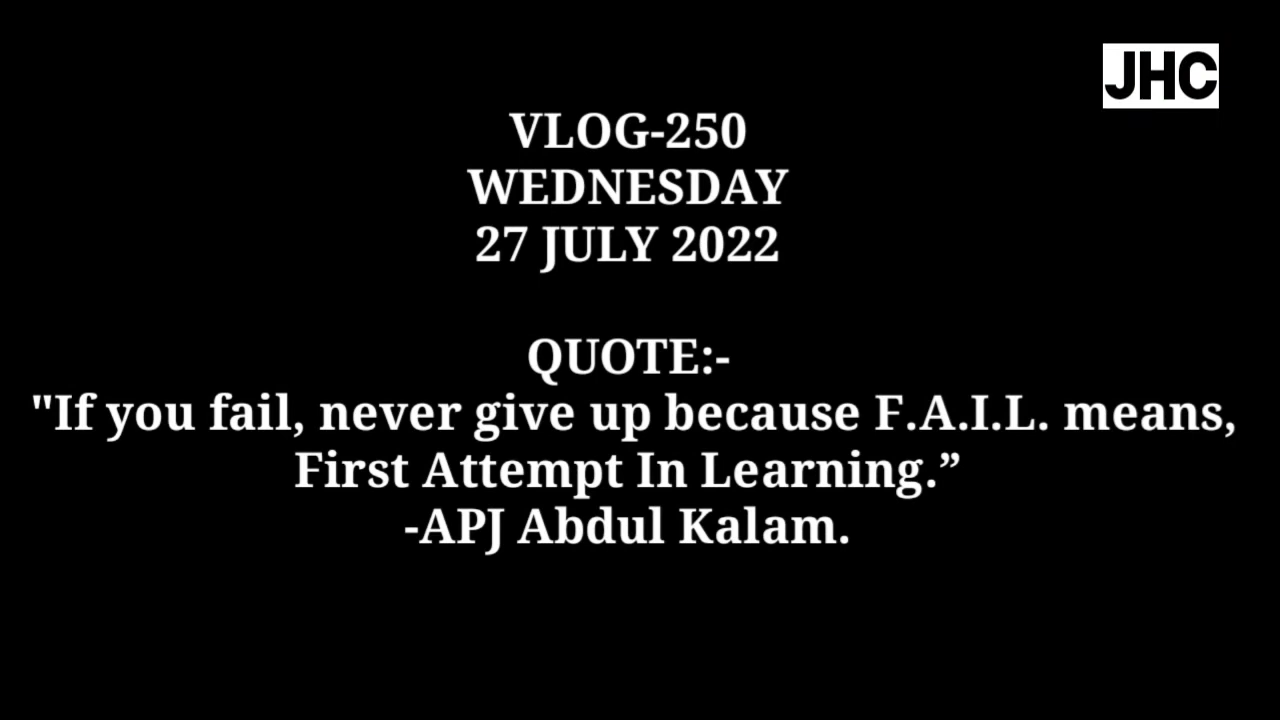 JHC
VLOG-250
WEDNESDAY
27 JULY 2022
QUOTE:-
"If you fail, never give up because F.A.I.L. means,
First Attempt In Learning.”
-APJ Abdul Kalam.